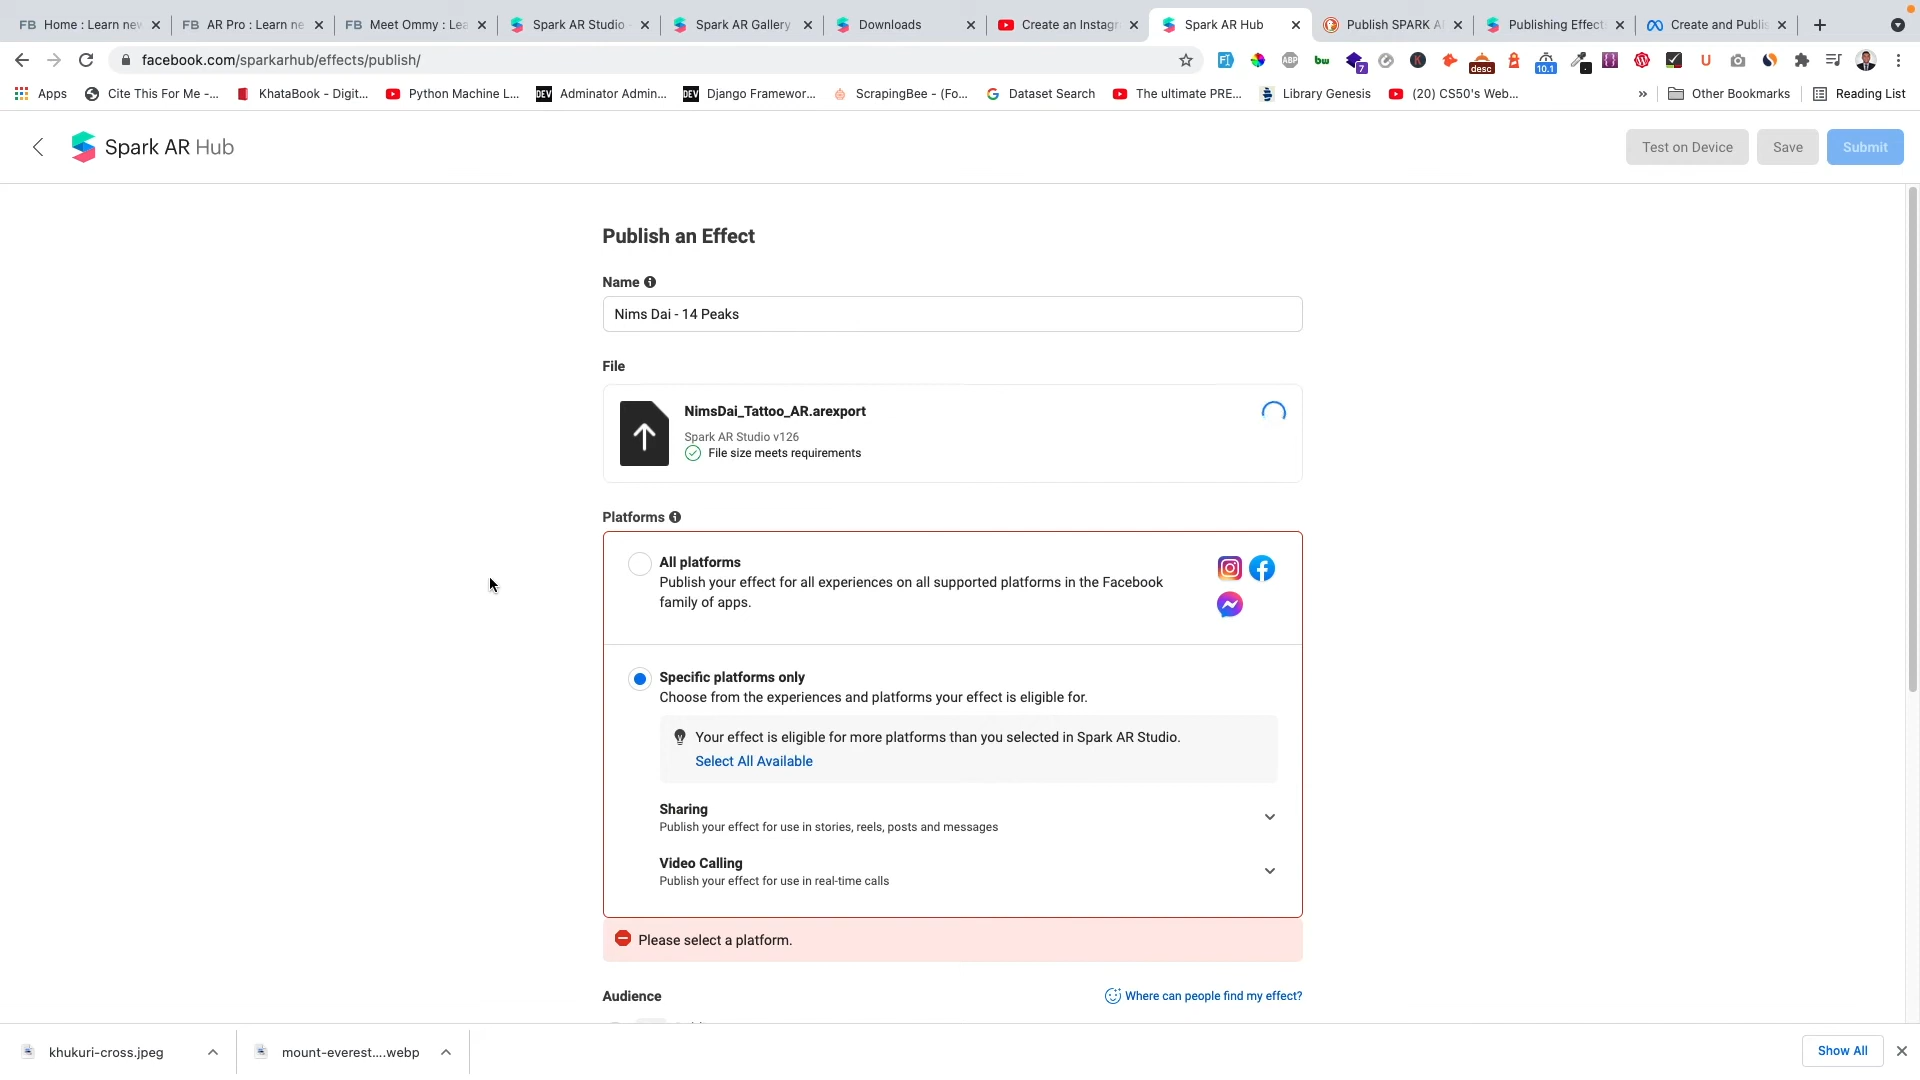 FB Home : Learn new
FB AR Pro : Learn ne
FB Meet Ommy : Lea
Spark AR Studio -
Spark AR Gallery
Downloads
Create an Instagr
Spark AR Hub
Publish SPARK A
Publishing Effect
Create and Publis
facebook.com/sparkarhub/effects/publish/
ABP
bw
7
desc
10.1
Apps
Cite This For Me -...
KhataBook - Digit...
Python Machine L...
DEV Adminator Admin...
DEV Django Framewor...
ScrapingBee - (Fo...
Dataset Search
The ultimate PRE...
Library Genesis
(20) CS50's Web...
»
Other Bookmarks
Reading List
Spark AR Hub
Test on Device
Save
Submit
Publish an Effect
Name
Nims Dai - 14 Peaks
File
NimsDai_Tattoo_AR.arexport
Spark AR Studio v126
File size meets requirements
Platforms
All platforms
Publish your effect for all experiences on all supported platforms in the Facebook
family of apps.
Specific platforms only
Choose from the experiences and platforms your effect is eligible for.
Your effect is eligible for more platforms than you selected in Spark AR Studio.
Select All Available
Sharing
Publish your effect for use in stories, reels, posts and messages
Video Calling
Publish your effect for use in real-time calls
Please select a platform.
Audience
Where can people find my effect?
khukuri-cross.jpeg
mount-everest....webp
Show All